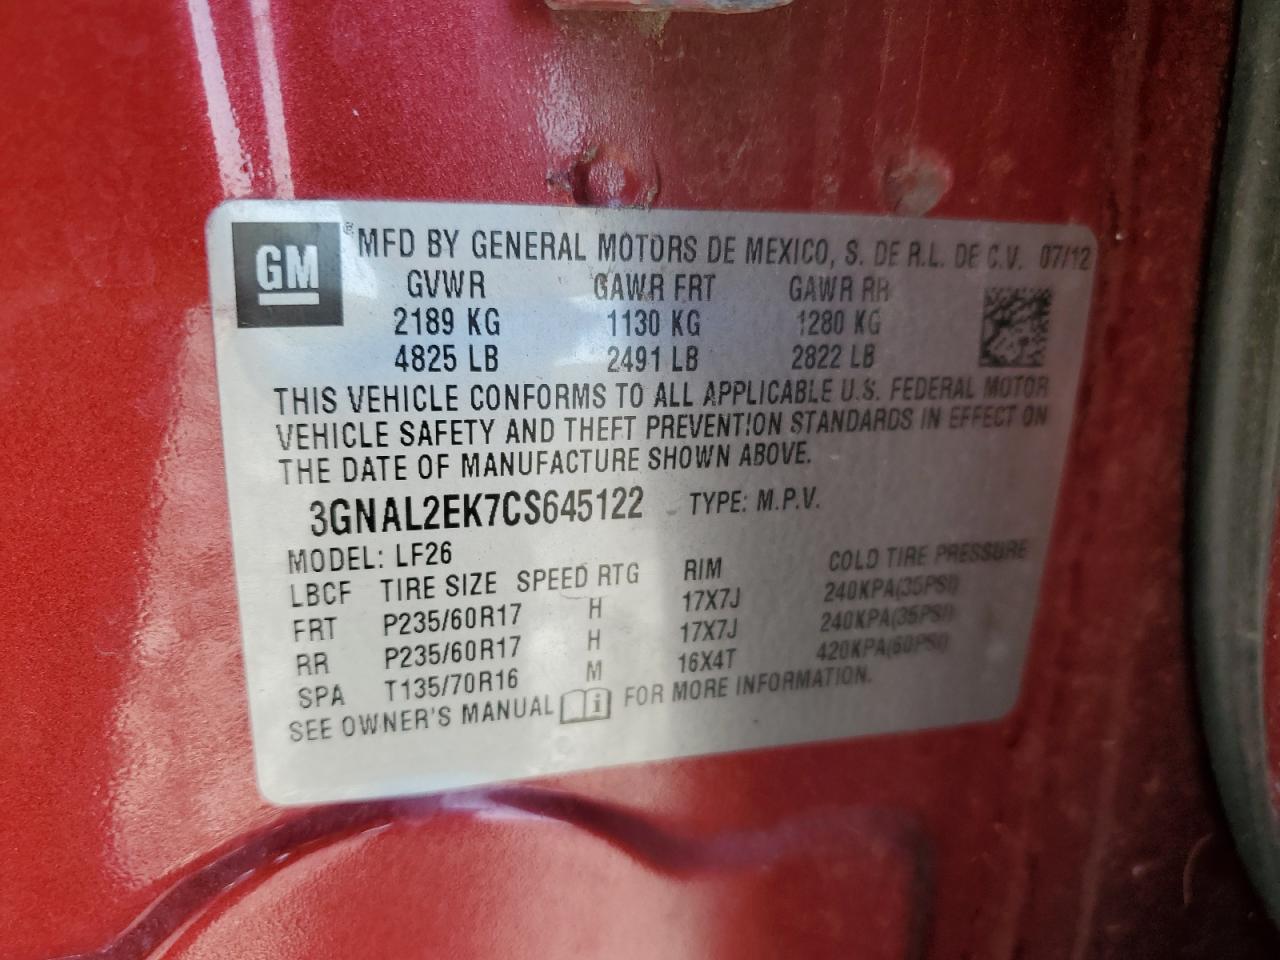 GM
® MFD BY GENERAL MOTORS DE MEXICO, S. DE R.L. DE C.V. 07/12
GVWR GAWR FRT GAWR RR
2189 KG 1130 KG 1280 KG
4825 LB 2491 LB 2822 LB
THIS VEHICLE CONFORMS TO ALL APPLICABLE U.S. FEDERAL MOTOR
VEHICLE SAFETY AND THEFT PREVENTION STANDARDS IN EFFECT ON
THE DATE OF MANUFACTURE SHOWN ABOVE.
3GNAL2EK7CS645122 TYPE: M.P.V.
MODEL: LF26
LBCF TIRE SIZE SPEED RTG RIM COLD TIRE PRESSURE
FRT P235/60R17 H 17X7J 240KPA(35PSI)
RR P235/60R17 H 17X7J 240KPA(35PSI)
SPA T135/70R16 M 16X4T 420KPA(60PSI)
SEE OWNER'S MANUAL i FOR MORE INFORMATION.